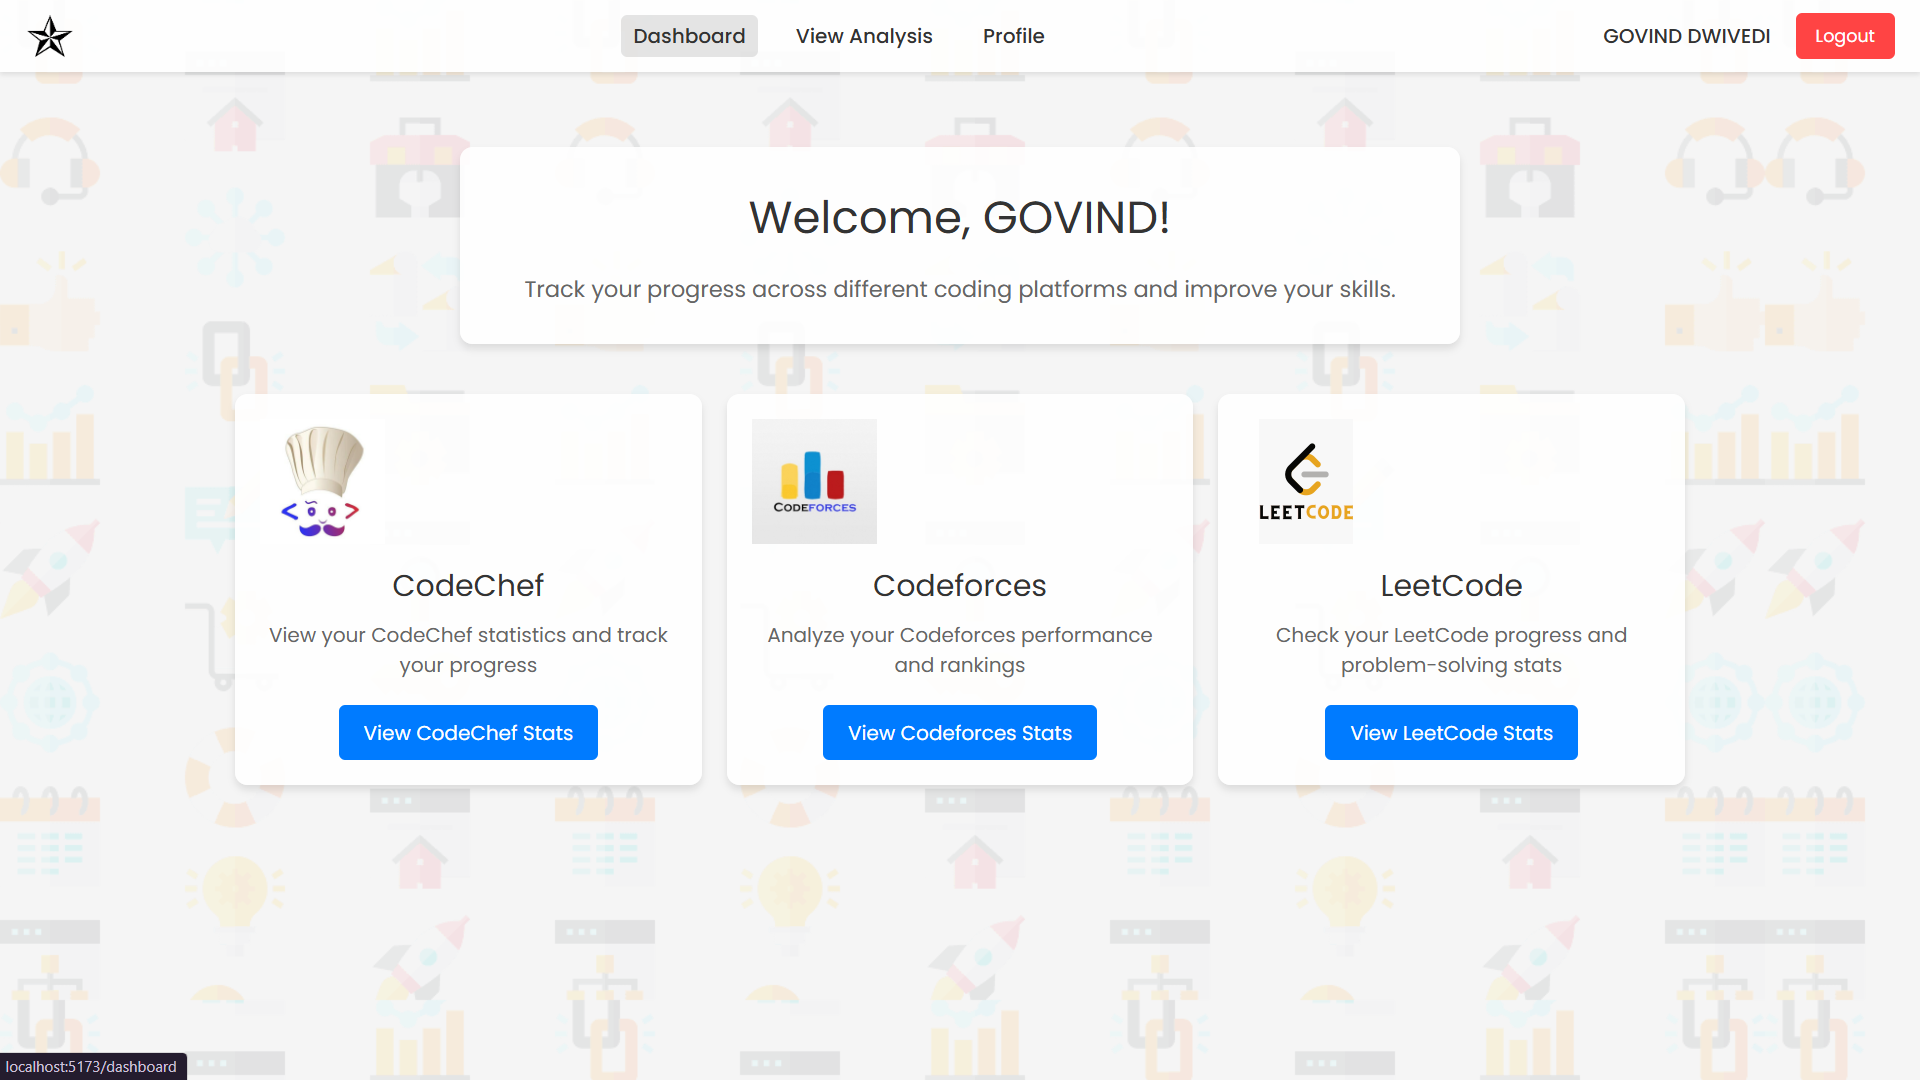 Dashboard
View Analysis
Profile
GOVIND DWIVEDI
Logout
Welcome, GOVIND!
Track your progress across different coding platforms and improve your skills.
CODEFORCES
LEETCODE
CodeChef
View your CodeChef statistics and track
your progress
View CodeChef Stats
Codeforces
Analyze your Codeforces performance
and rankings
View Codeforces Stats
LeetCode
Check your LeetCode progress and
problem-solving stats
View LeetCode Stats
localhost:5173/dashboard